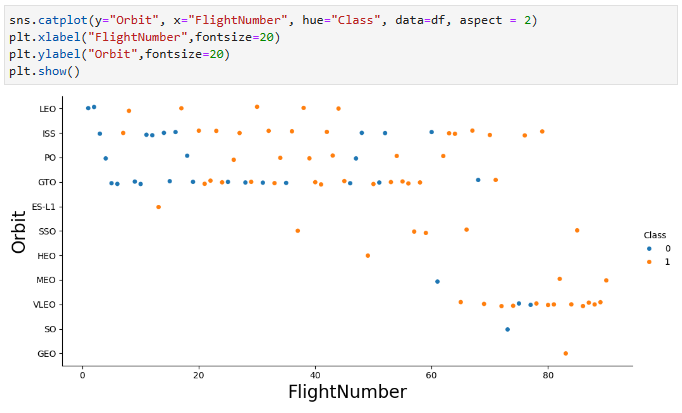 sns.catplot(y="Orbit", x="FlightNumber", hue="Class", data=df, aspect = 2)
plt.xlabel("FlightNumber",fontsize=20)
plt.ylabel("Orbit",fontsize=20)
plt.show()
LEO
ISS
PO
GTO
ES-L1
SSO
HEO
MEO
VLEO
SO
GEO
Orbit
0 20 40 60 80
FlightNumber
Class
0
1